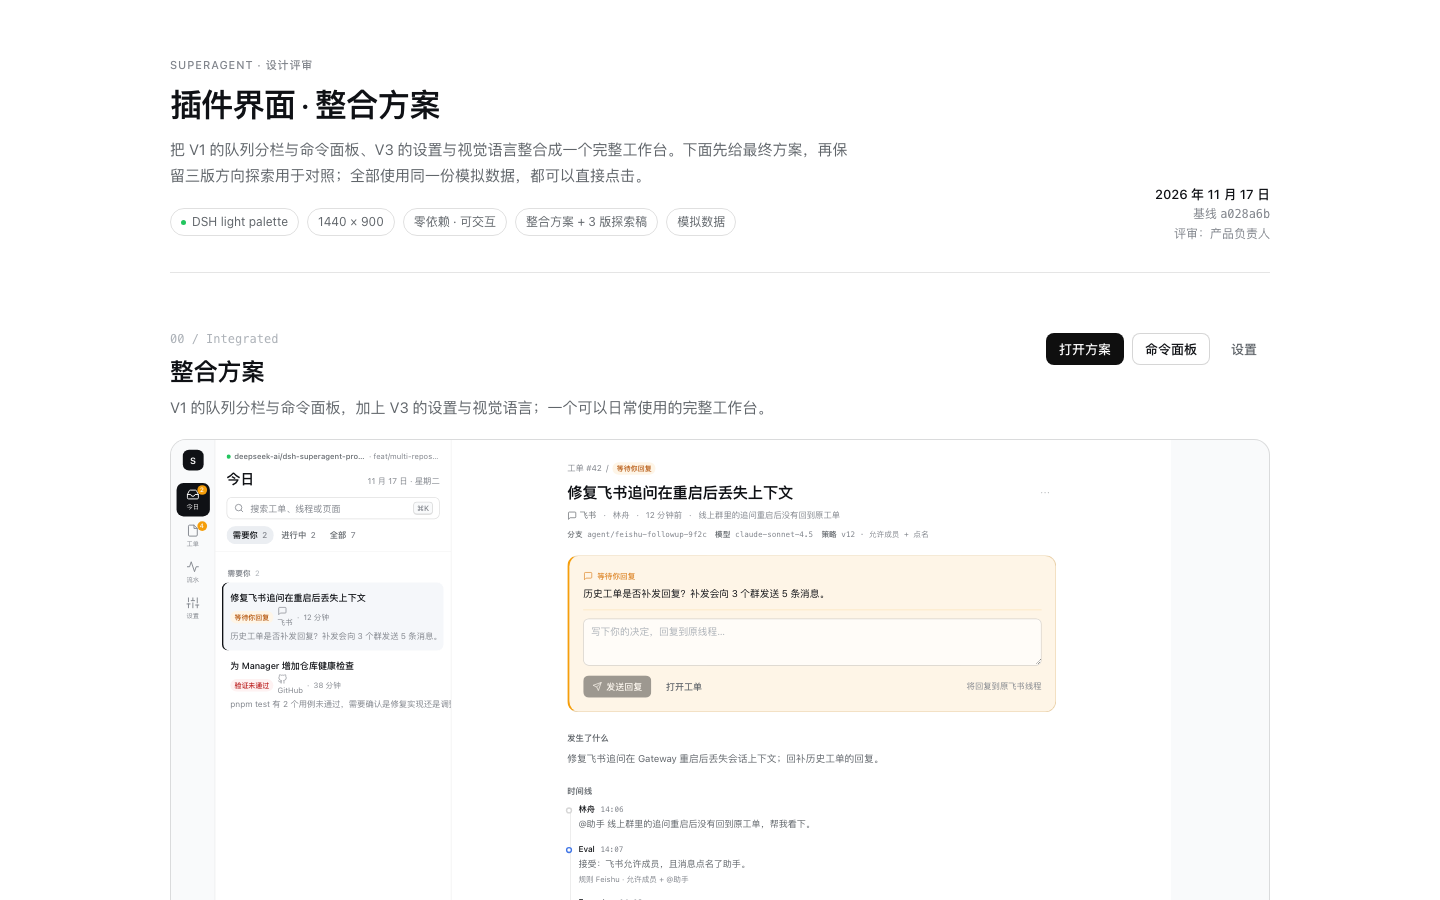 SUPERAGENT · 设计评审
插件界面 · 整合方案
把 V1 的队列分栏与命令面板、V3 的设置与视觉语言整合成一个完整工作台。下面先给最终方案，再保
留三版方向探索用于对照；全部使用同一份模拟数据，都可以直接点击。
DSH light palette
1440 × 900
零依赖 · 可交互
整合方案 + 3 版探索稿
模拟数据
2026 年 11 月 17 日
基线 a028a6b
评审：产品负责人
00 / Integrated
整合方案
V1 的队列分栏与命令面板，加上 V3 的设置与视觉语言；一个可以日常使用的完整工作台。
打开方案
命令面板
设置
S
2
今日
4
工单
流水
设置
deepseek-ai/dsh-superagent-pro... · feat/multi-repos...
今日
11 月 17 日 · 星期二
搜索工单、线程或页面
⌘K
需要你 2
进行中 2
全部 7
需要你 2
修复飞书追问在重启后丢失上下文
等待你回复 飞书 · 12 分钟
历史工单是否补发回复？补发会向 3 个群发送 5 条消息。
为 Manager 增加仓库健康检查
验证未通过 GitHub · 38 分钟
pnpm test 有 2 个用例未通过，需要确认是修复实现还是调
工单 #42 / 等待你回复
修复飞书追问在重启后丢失上下文
...
飞书 · 林舟 · 12 分钟前 · 线上群里的追问重启后没有回到原工单
分支 agent/feishu-followup-9f2c 模型 claude-sonnet-4.5 策略 v12 · 允许成员 + 点名
等待你回复
历史工单是否补发回复？补发会向 3 个群发送 5 条消息。
写下你的决定，回复到原线程...
发送回复
打开工单
将回复到原飞书线程
发生了什么
修复飞书追问在 Gateway 重启后丢失会话上下文；回补历史工单的回复。
时间线
林舟 14:06
@助手 线上群里的追问重启后没有回到原工单，帮我看下。
Eval 14:07
接受：飞书允许成员，且消息点名了助手。
规则 Feishu · 允许成员 + @助手